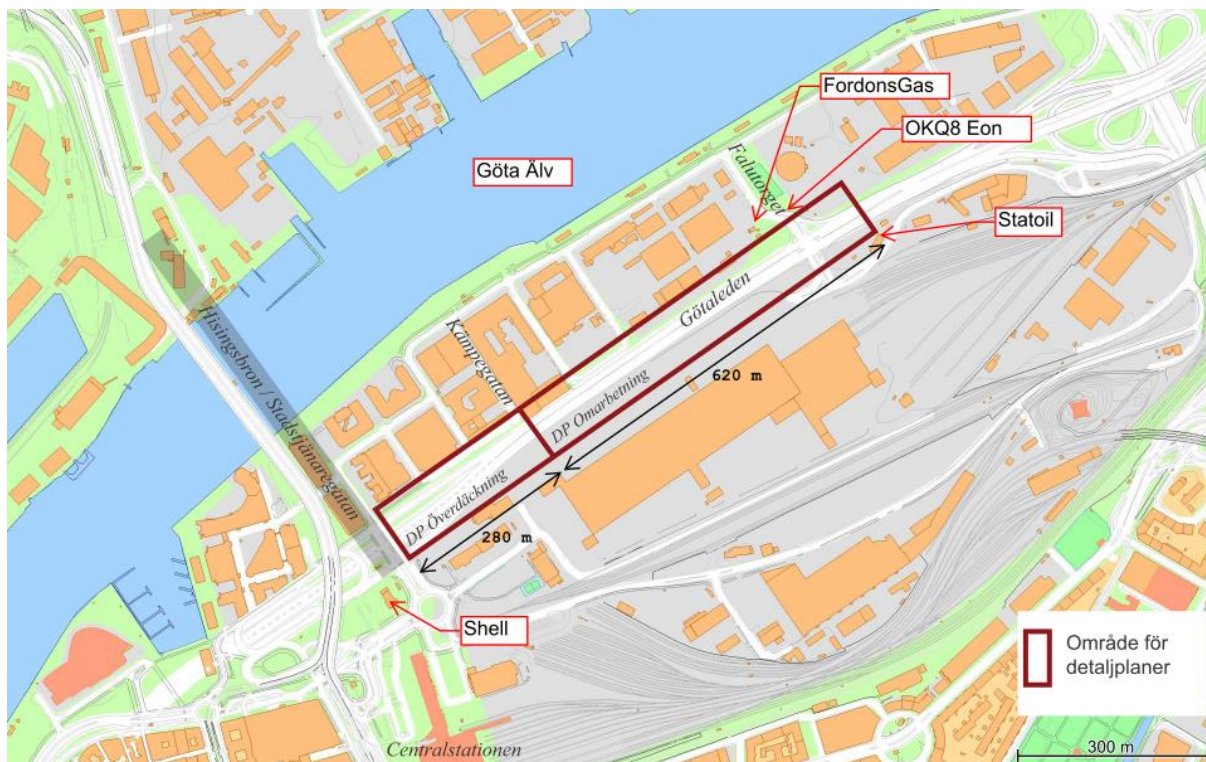 FordonsGas
OKQ8 Eon
Göta Älv
Falutorget
Statoil
Hisingsbron / Stadstjänaregatan
Kämpegatan
Götaleden
620 m
DP Omarbetning
DP Överdäckning
280 m
Shell
Område för
detaljplaner
Centralstationen
300 m